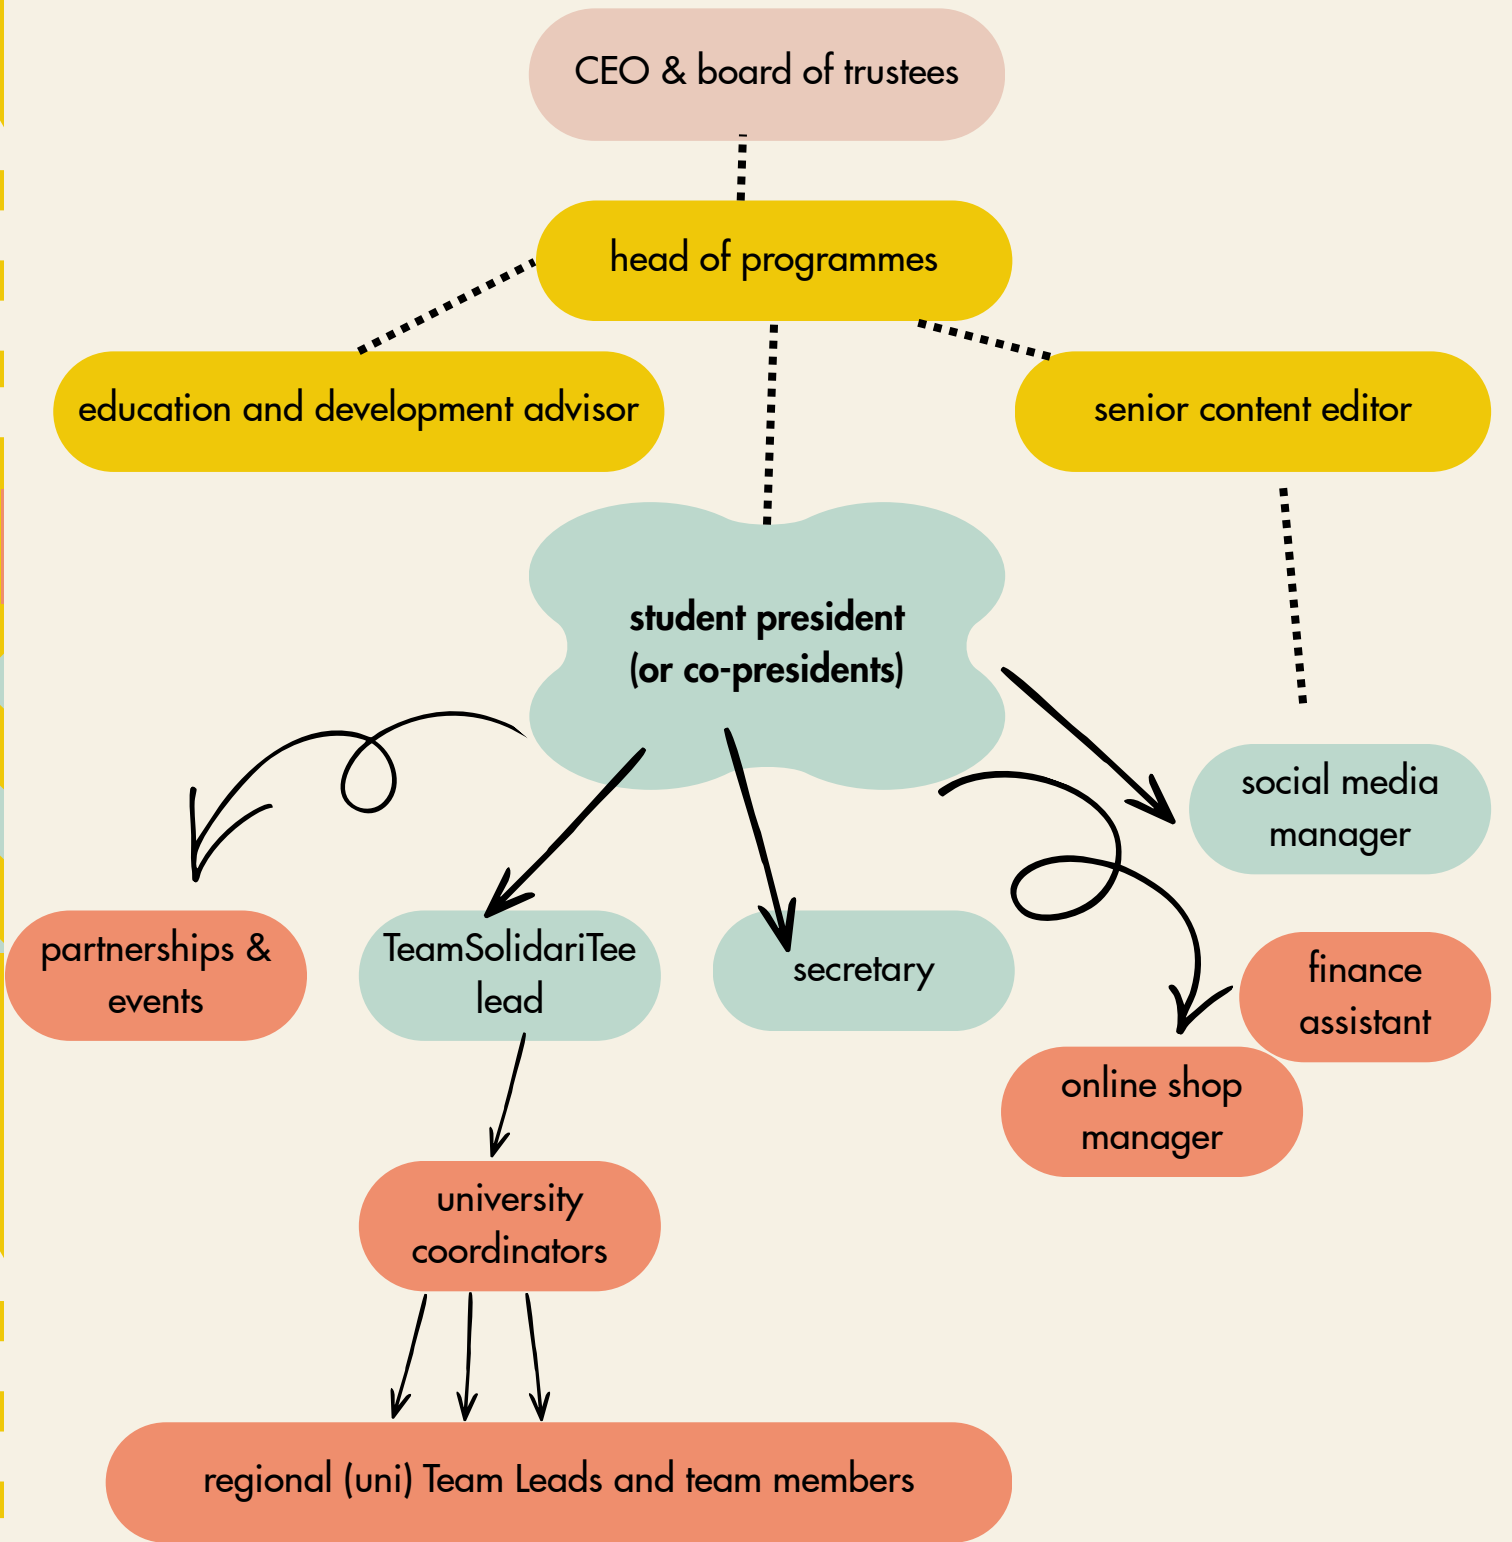 CEO & board of trustees
head of programmes
education and development advisor
senior content editor
student president
(or co-presidents)
social media
manager
partnerships &
events
TeamSolidariTee
lead
secretary
finance
assistant
online shop
manager
university
coordinators
regional (uni) Team Leads and team members